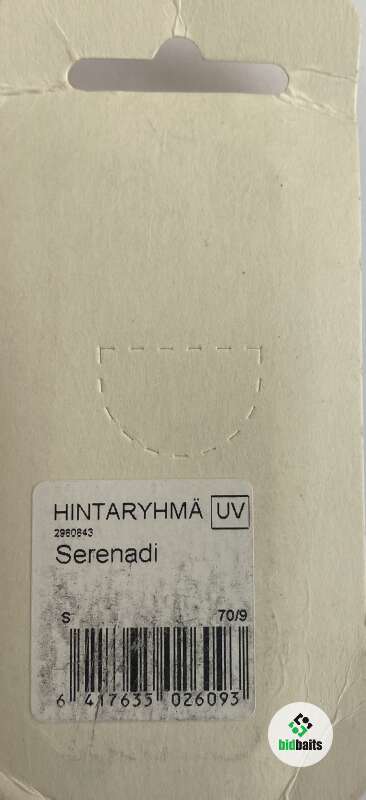 HINTARYHMÄ UV
2960843
Serenadi
S 70/9
6 417635 026093
bidbaits